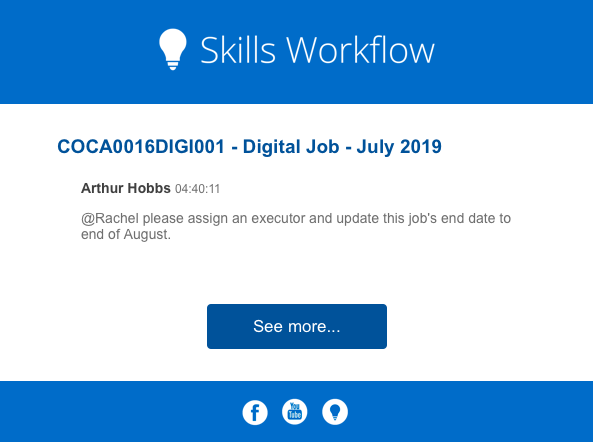 Skills Workflow
COCA0016DIGI001 - Digital Job - July 2019
Arthur Hobbs 04:40:11
@Rachel please assign an executor and update this job's end date to
end of August.
See more...
f You Tube